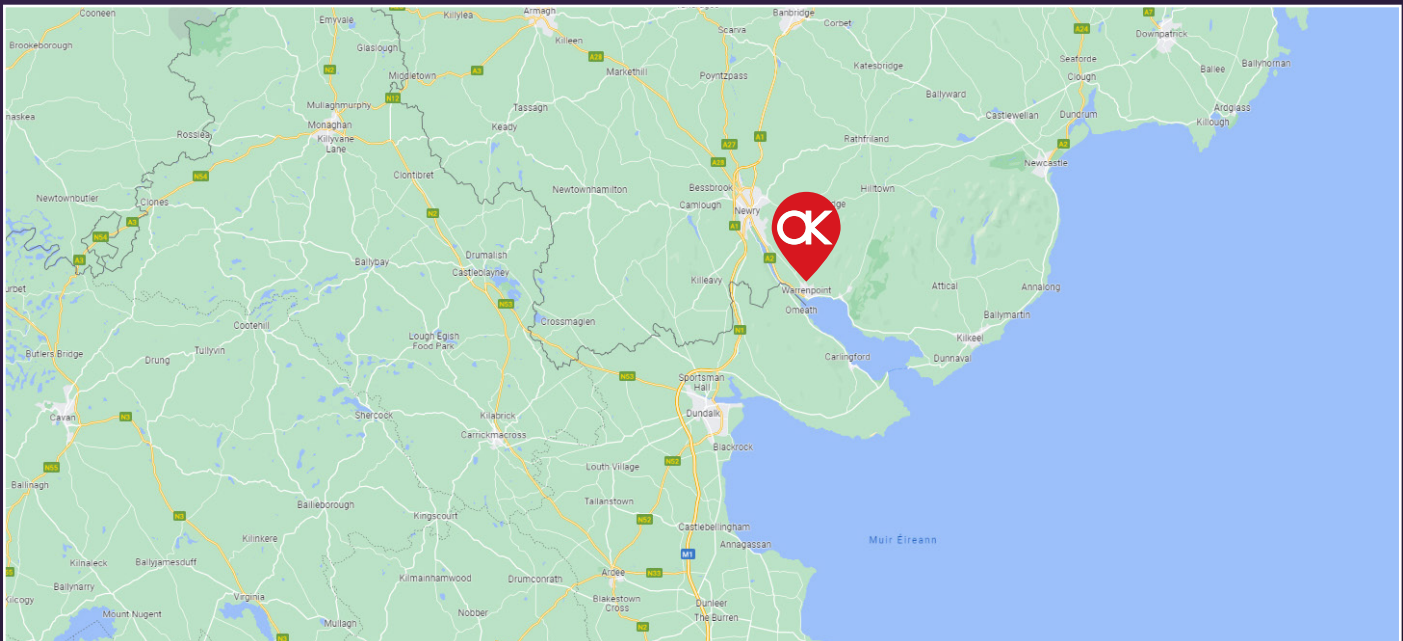 Cooneen
Emyvale
Killylea
Armagh
Banbridge
Corbet
A7
A24
Downpatrick
Brookeborough
Glaslough
Killeen
Scarva
Seaforde
Ballee
Ballyhornan
N2
Middletown
A3
A28
Markethill
Poyntzpass
Katesbridge
Clough
N12
Ballyward
Mullaghmurphy
Tassagh
Castlewellan
Dundrum
Ardglass
Killough
Monaghan
Killyvane
Lane
Keady
Rosslea
A27
A1
Rathfriland
A2
A28
Newcastle
N54
Clontibret
Newtownbutler
Clones
Newtownhamilton
Bessbrook
Camlough
Hilltown
Newry
N2
A3
A1
OK
N54
A3
Drumalish
Ballybay
Castleblayney
A2
Killeavy
Warrenpoint
Attical
Annalong
N53
Omeath
Ballymartin
Cootehill
Crossmaglen
Lough Egish
Food Park
N1
Kilkeel
Butlers Bridge
Tullyvin
Drung
Carlingford
Dunnaval
N53
Sportsman
Hall
Cavan
N3
Shercock
Kilabrick
Dundalk
Carrickmacross
Blackrock
N55
N52
Louth Village
Ballinagh
Bailieborough
Tallanstown
N3
Kingscourt
N52
Castlebellingham
Kilinkere
Annagassan
Muir Éireann
M1
Kilnaleck
Ballyjamesduff
Ardee
N33
Kilmainhamwood
Drumconrath
Ballynarry
Virginia
Blakestown
Cross
Dunleer
Mount Nugent
Nobber
The Burren
Mullagh
N2
N3